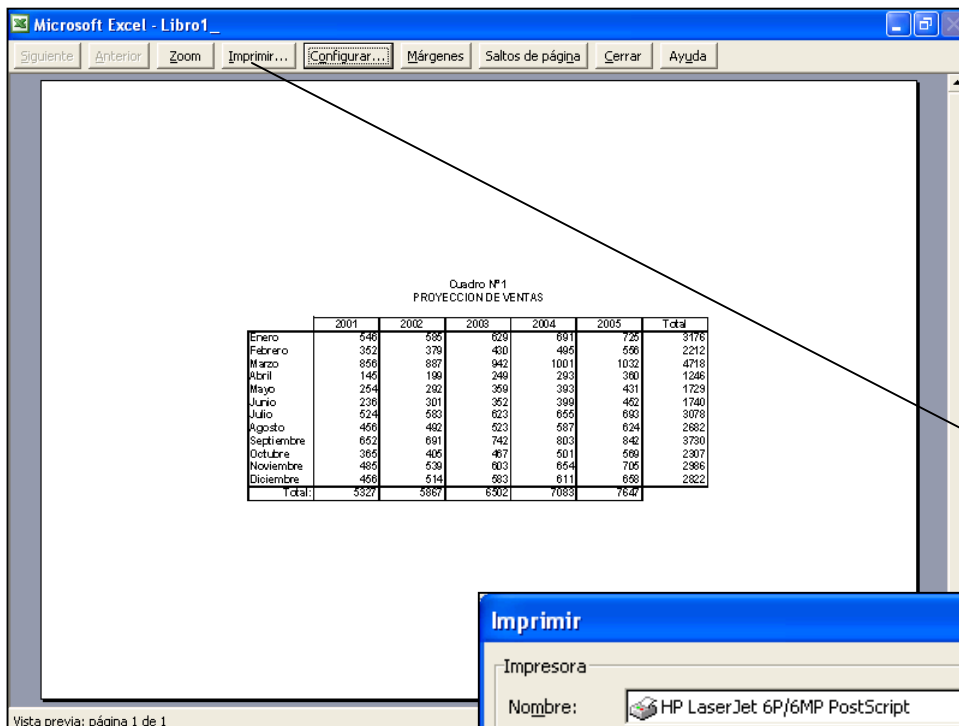 Microsoft Excel - Libro1_
Siguiente Anterior Zoom Imprimir... Configurar... Márgenes Saltos de página Cerrar Ayuda
Cuadro Nº1
PROYECCION DE VENTAS
2001 2002 2003 2004 2005 Total
Enero 546 585 629 691 725 3176
Febrero 352 379 430 495 556 2212
Marzo 856 887 942 1001 1032 4718
Abril 145 199 249 293 360 1246
Mayo 254 292 359 393 431 1729
Junio 236 301 352 399 452 1740
Julio 524 583 623 655 693 3078
Agosto 456 492 523 587 624 2682
Septiembre 652 691 742 803 842 3730
Octubre 365 405 467 501 569 2307
Noviembre 485 539 603 654 705 2986
Diciembre 456 514 583 611 658 2822
Total: 5327 5867 6502 7083 7647
Imprimir
Impresora
Nombre: HP LaserJet 6P/6MP PostScript
Vista previa: página 1 de 1